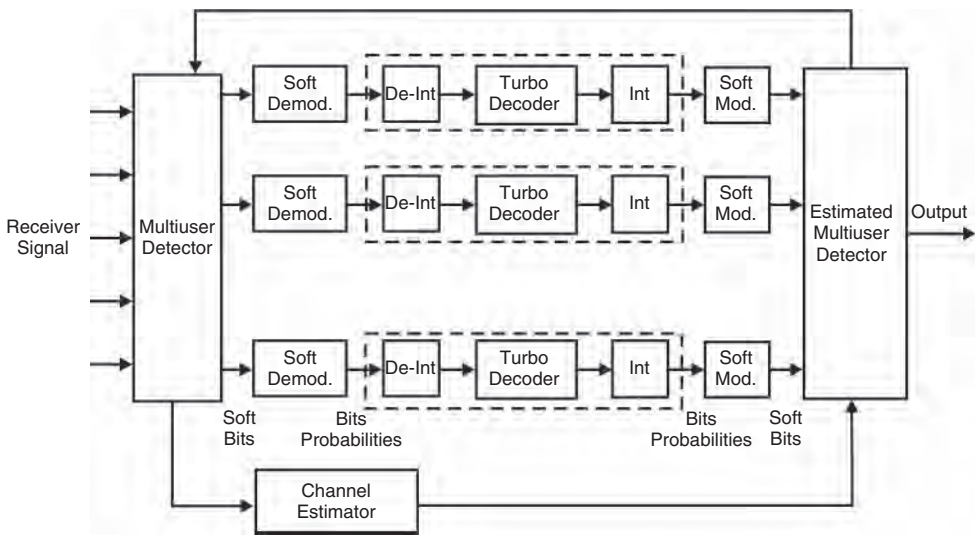 Soft
Demod.
De-Int
Turbo
Decoder
Int
Soft
Mod.
Soft
Demod.
De-Int
Turbo
Decoder
Int
Soft
Mod.
Receiver
Signal
Multiuser
Detector
Estimated
Multiuser
Detector
Output
Soft
Demod.
De-Int
Turbo
Decoder
Int
Soft
Mod.
Soft
Bits
Bits
Probabilities
Bits
Probabilities
Soft
Bits
Channel
Estimator